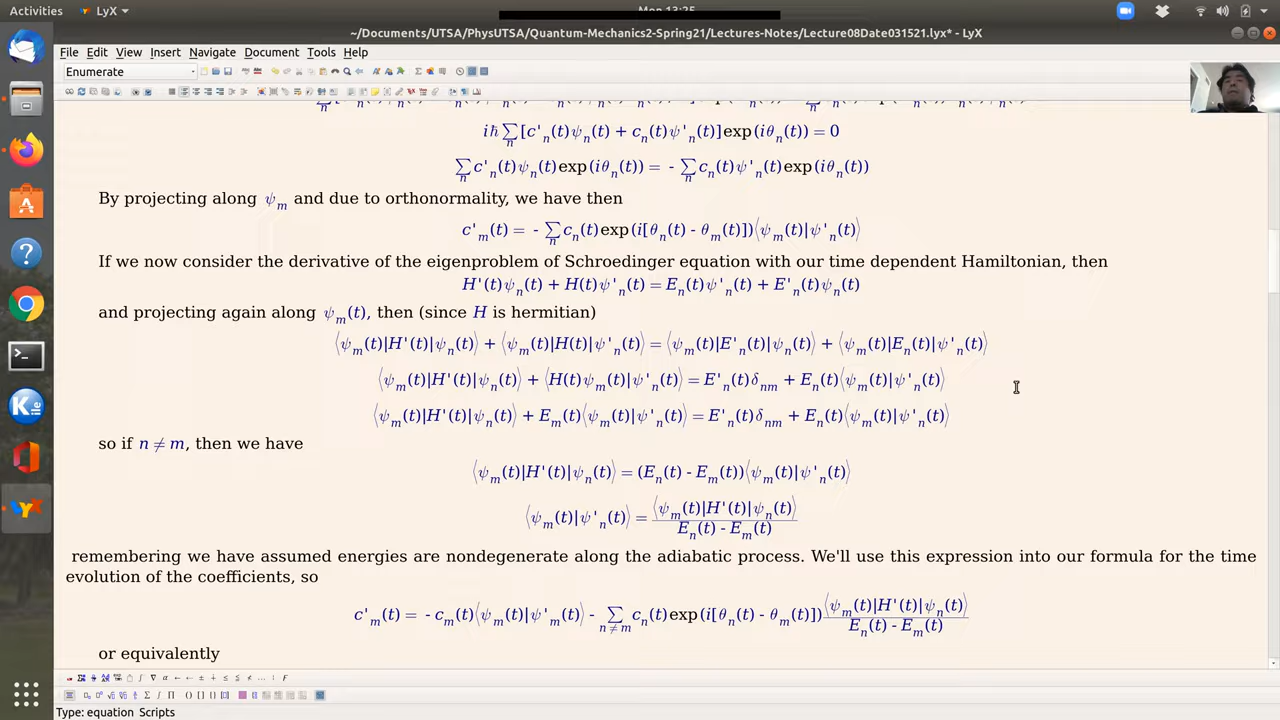 Activities LyX Mon 13:25
~/Documents/UTSA/PhysUTSA/Quantum-Mechanics2-Spring21/Lectures-Notes/Lecture08Date031521.lyx* - LyX
File Edit View Insert Navigate Document Tools Help
Enumerate
iħ∑ₙ[c'ₙ(t)ψₙ(t) + cₙ(t)ψ'ₙ(t)]exp(iθₙ(t)) = 0
∑ₙc'ₙ(t)ψₙ(t)exp(iθₙ(t)) = - ∑ₙcₙ(t)ψ'ₙ(t)exp(iθₙ(t))
By projecting along ψₘ and due to orthonormality, we have then
c'ₘ(t) = - ∑ₙcₙ(t)exp(i[θₙ(t) - θₘ(t)])⟨ψₘ(t)|ψ'ₙ(t)⟩
If we now consider the derivative of the eigenproblem of Schroedinger equation with our time dependent Hamiltonian, then
H'(t)ψₙ(t) + H(t)ψ'ₙ(t) = Eₙ(t)ψ'ₙ(t) + E'ₙ(t)ψₙ(t)
and projecting again along ψₘ(t), then (since H is hermitian)
⟨ψₘ(t)|H'(t)|ψₙ(t)⟩ + ⟨ψₘ(t)|H(t)|ψ'ₙ(t)⟩ = ⟨ψₘ(t)|E'ₙ(t)|ψₙ(t)⟩ + ⟨ψₘ(t)|Eₙ(t)|ψ'ₙ(t)⟩
⟨ψₘ(t)|H'(t)|ψₙ(t)⟩ + ⟨H(t)ψₘ(t)|ψ'ₙ(t)⟩ = E'ₙ(t)δₙₘ + Eₙ(t)⟨ψₘ(t)|ψ'ₙ(t)⟩
⟨ψₘ(t)|H'(t)|ψₙ(t)⟩ + Eₘ(t)⟨ψₘ(t)|ψ'ₙ(t)⟩ = E'ₙ(t)δₙₘ + Eₙ(t)⟨ψₘ(t)|ψ'ₙ(t)⟩
so if n ≠ m, then we have
⟨ψₘ(t)|H'(t)|ψₙ(t)⟩ = (Eₙ(t) - Eₘ(t))⟨ψₘ(t)|ψ'ₙ(t)⟩
⟨ψₘ(t)|ψ'ₙ(t)⟩ = ⟨ψₘ(t)|H'(t)|ψₙ(t)⟩
Eₙ(t) - Eₘ(t)
remembering we have assumed energies are nondegenerate along the adiabatic process. We'll use this expression into our formula for the time
evolution of the coefficients, so
c'ₘ(t) = - cₘ(t)⟨ψₘ(t)|ψ'ₘ(t)⟩ - ∑ₙ≠ₘcₙ(t)exp(i[θₙ(t) - θₘ(t)])⟨ψₘ(t)|H'(t)|ψₙ(t)⟩
Eₙ(t) - Eₘ(t)
or equivalently
Type: equation Scripts